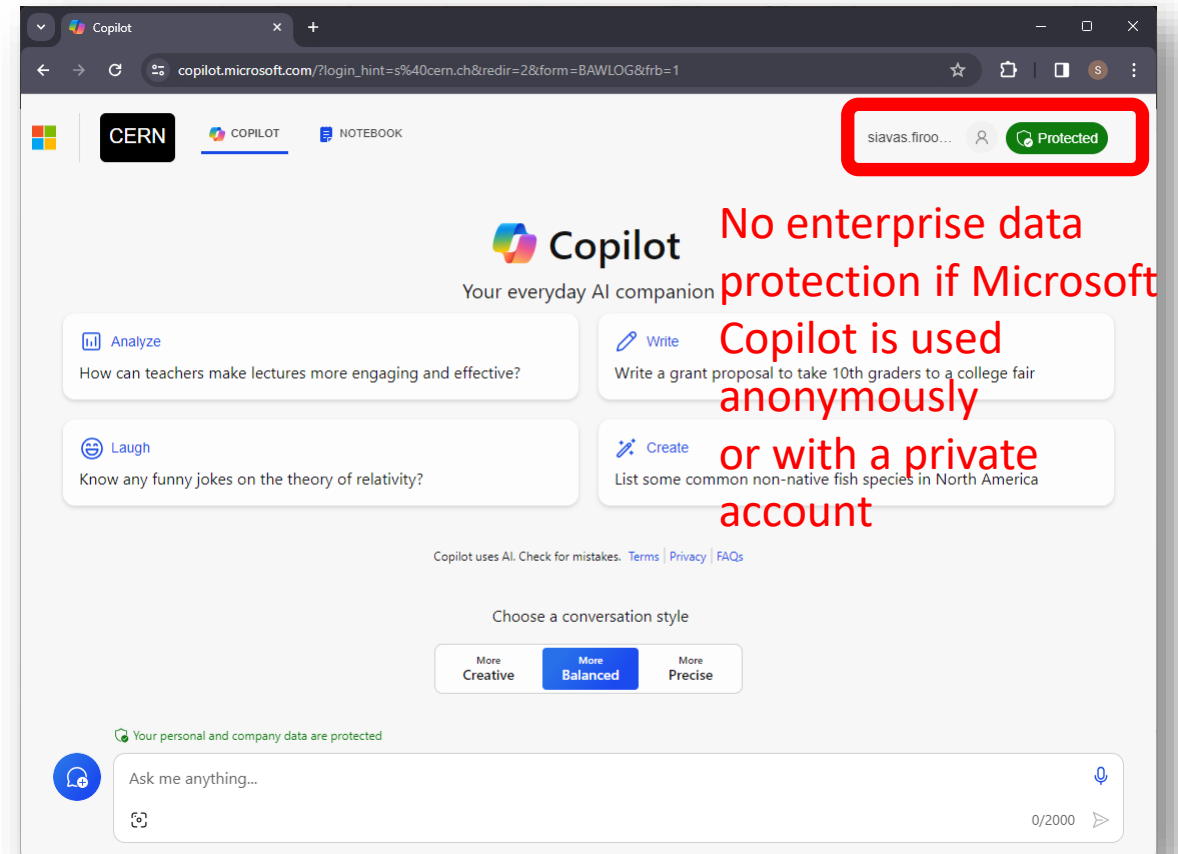 Copilot
copilot.microsoft.com/?login_hint=s%40cern.ch&redir=2&form=BAWLOG&frb=1
S
CERN
COPILOT
NOTEBOOK
siavas.firoo...
Protected
Copilot
Your everyday AI companion
No enterprise data
protection if Microsoft
Copilot is used
anonymously
or with a private
account
Analyze
How can teachers make lectures more engaging and effective?
Write
Write a grant proposal to take 10th graders to a college fair
Laugh
Know any funny jokes on the theory of relativity?
Create
List some common non-native fish species in North America
Copilot uses AI. Check for mistakes. Terms | Privacy | FAQs
Choose a conversation style
More
Creative
More
Balanced
More
Precise
Your personal and company data are protected
Ask me anything...
0/2000